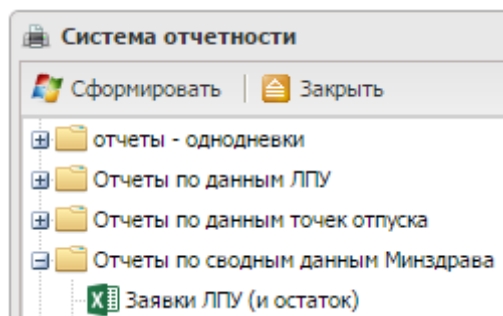 Система отчетности
Сформировать Закрыть
отчеты - однодневки
Отчеты по данным ЛПУ
Отчеты по данным точек отпуска
Отчеты по сводным данным Минздрава
Заявки ЛПУ (и остаток)